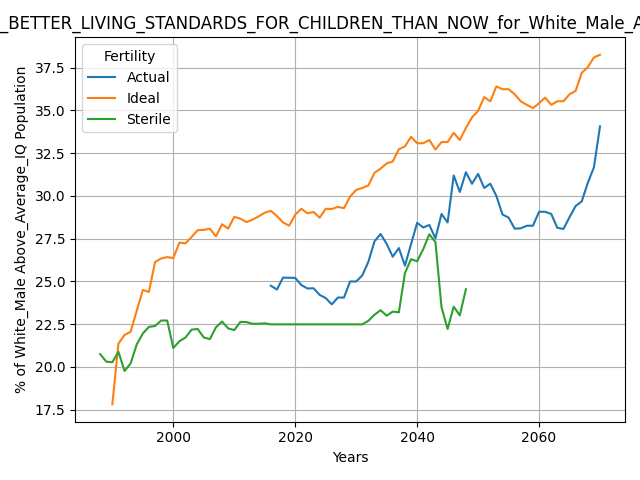 _BETTER_LIVING_STANDARDS_FOR_CHILDREN_THAN_NOW_for_White_Male_A
Fertility
Actual
Ideal
Sterile
% of White_Male Above_Average_IQ Population
37.5
35.0
32.5
30.0
27.5
25.0
22.5
20.0
17.5
2000
2020
2040
2060
Years